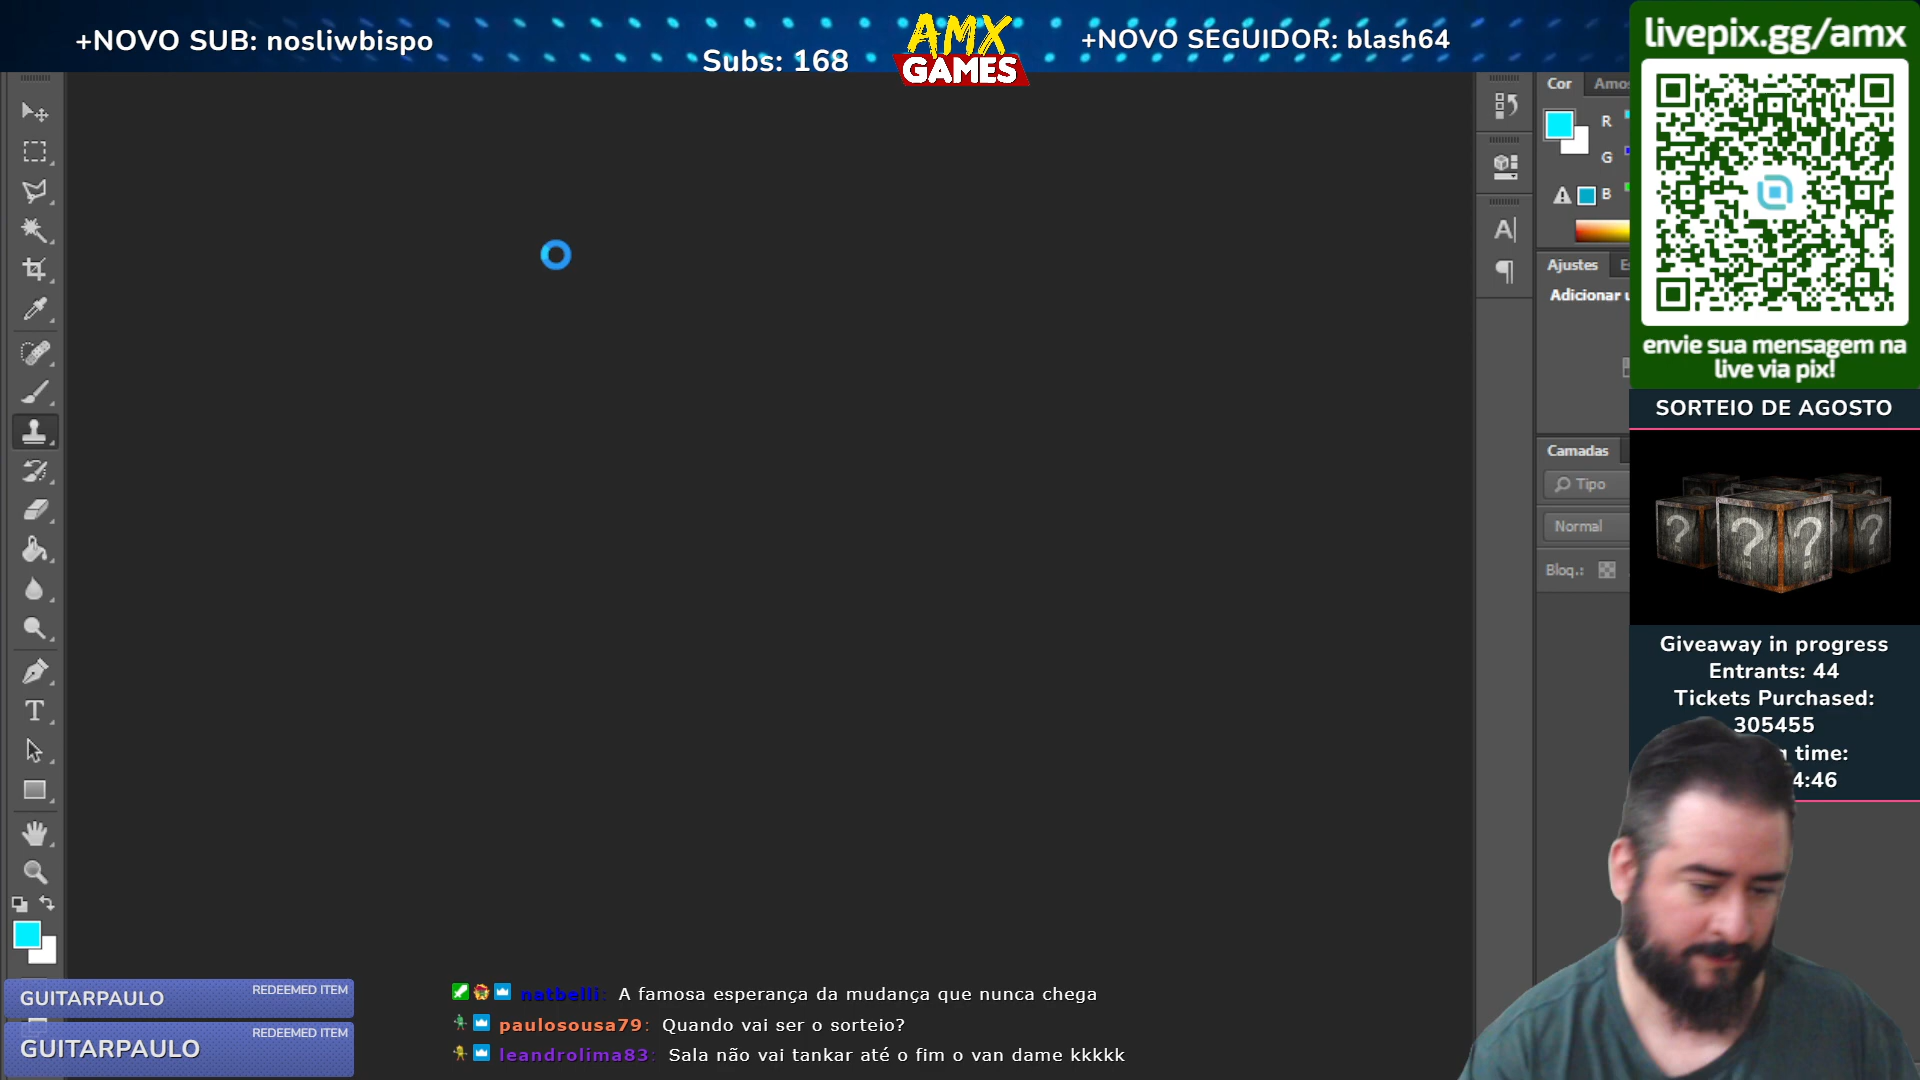 +NOVO SUB: nosliwbispo
Subs: 168
AMX
GAMES
+NOVO SEGUIDOR: blash64
livepix.gg/amx
envie sua mensagem na
live via pix!
SORTEIO DE AGOSTO
Giveaway in progress
Entrants: 44
Tickets Purchased:
305455
time:
4:46
Cor
R
G
B
Ajustes
Adicionar
Camadas
Tipo
Normal
Bloq.:
GUITARPAULO REDEEMED ITEM
GUITARPAULO REDEEMED ITEM
natbelli: A famosa esperança da mudança que nunca chega
paulosousa79: Quando vai ser o sorteio?
leandrolima83: Sala não vai tankar até o fim o van dame kkkkk